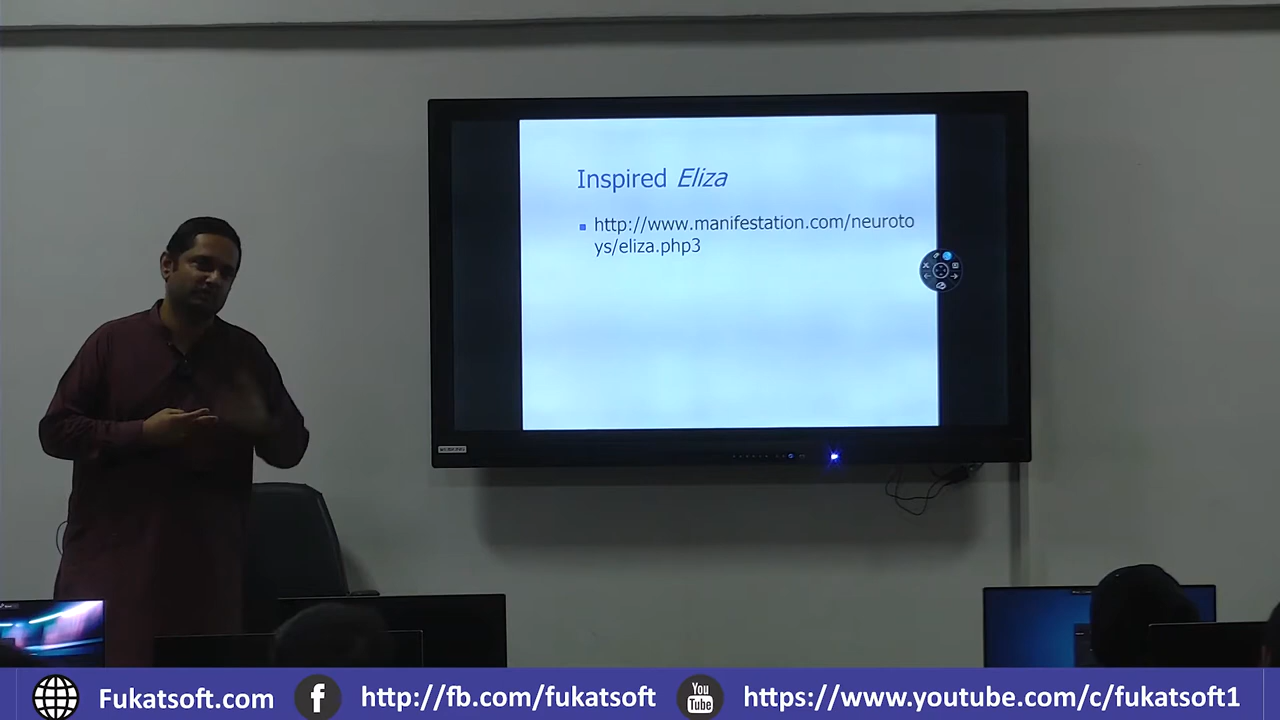 Inspired Eliza
http://www.manifestation.com/neuroto
ys/eliza.php3
Fukatsoft.com
http://fb.com/fukatsoft
You
Tube
https://www.youtube.com/c/fukatsoft1